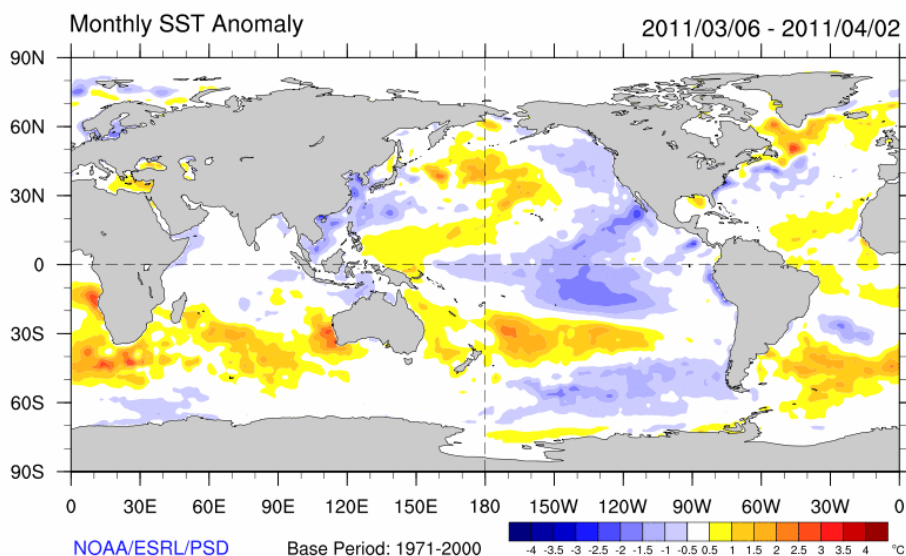 Monthly SST Anomaly 2011/03/06 - 2011/04/02
90N
60N
30N
0
30S
60S
90S
0 30E 60E 90E 120E 150E 180 150W 120W 90W 60W 30W 0
NOAA/ESRL/PSD Base Period: 1971-2000
-4 -3.5 -3 -2.5 -2 -1.5 -1 -0.5 0.5 1 1.5 2 2.5 3 3.5 4 °C